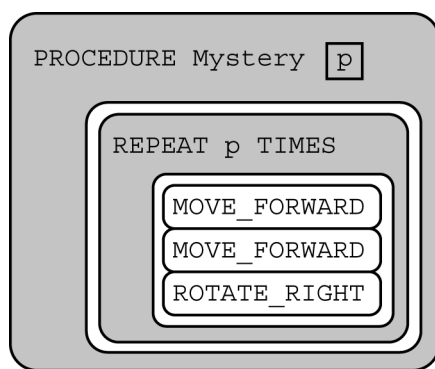 PROCEDURE Mystery p
REPEAT p TIMES
MOVE_FORWARD
MOVE_FORWARD
ROTATE_RIGHT